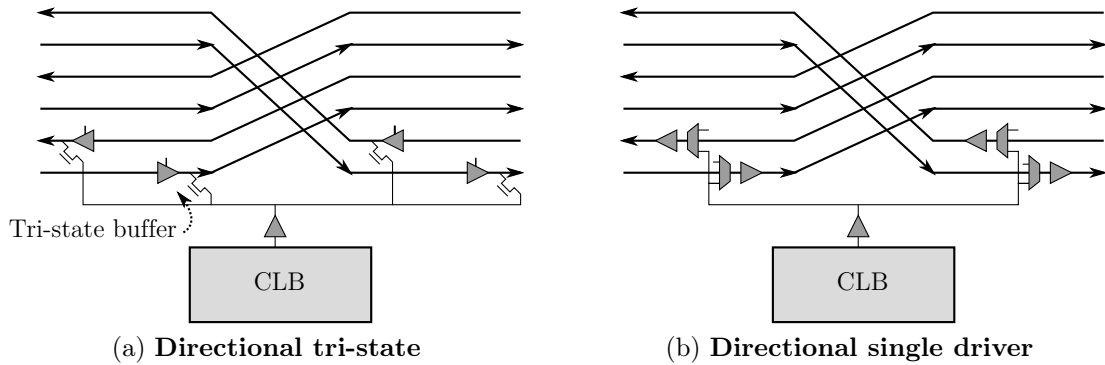 Tri-state buffer
CLB
CLB
(a) Directional tri-state
(b) Directional single driver